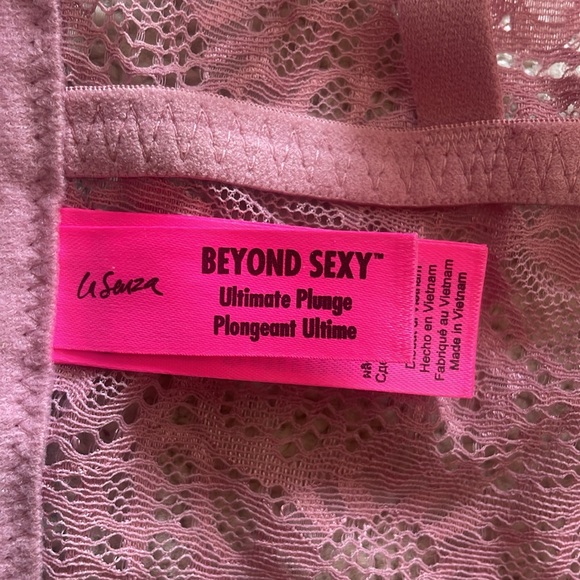 la Senza
BEYOND SEXY™
Ultimate Plunge
Plongeant Ultime
Hecho en Vietnam
Fabriqué au Vietnam
Made in Vietnam